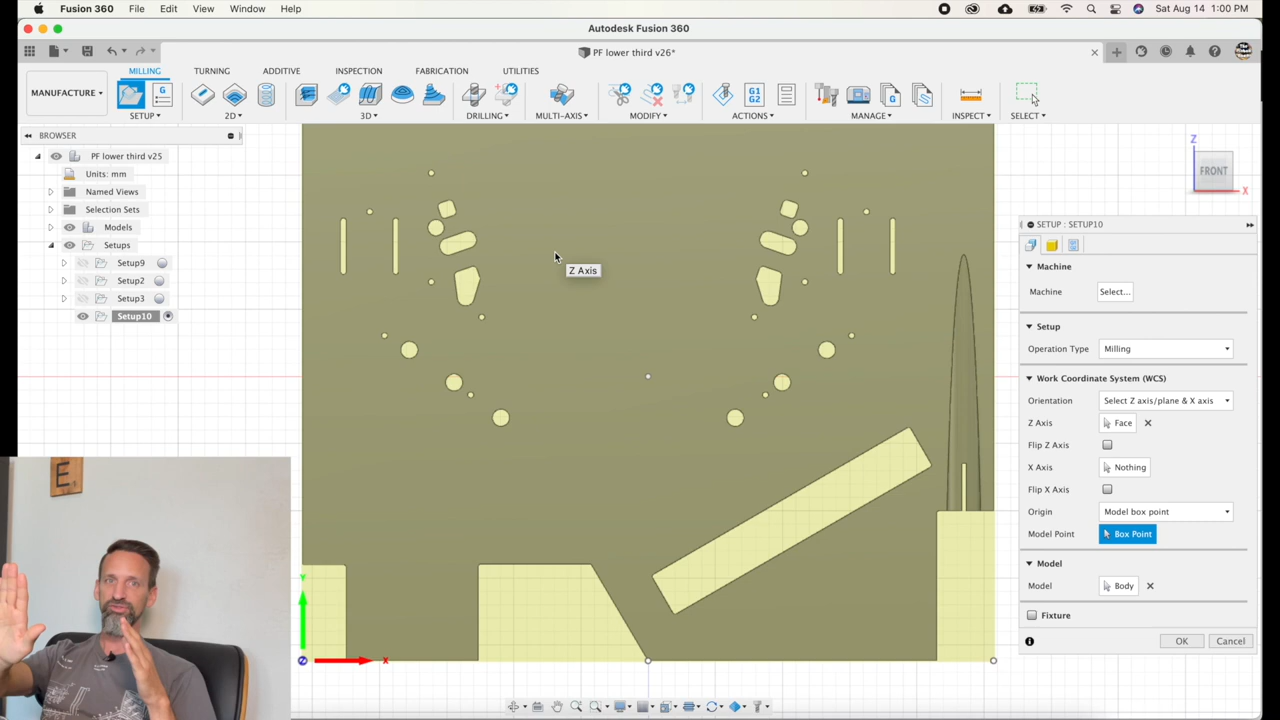 Fusion 360 File Edit View Window Help Sat Aug 14 1:00 PM
Autodesk Fusion 360
PF lower third v26*
MILLING TURNING ADDITIVE INSPECTION FABRICATION UTILITIES
MANUFACTURE
G G1 G2 G
SETUP 2D 3D DRILLING MULTI-AXIS MODIFY ACTIONS MANAGE INSPECT SELECT
BROWSER
PF lower third v25
Units: mm
Named Views
Selection Sets
Models
Setups
Setup9
Setup2
Setup3
Setup10
Z Axis
Z
FRONT
X
SETUP : SETUP10
Machine
Machine Select...
Setup
Operation Type Milling
Work Coordinate System (WCS)
Orientation Select Z axis/plane & X axis
Z Axis Face
Flip Z Axis
X Axis Nothing
Flip X Axis
Origin Model box point
Model Point Box Point
Model
Model Body
Fixture
OK Cancel
Y
Z X
E